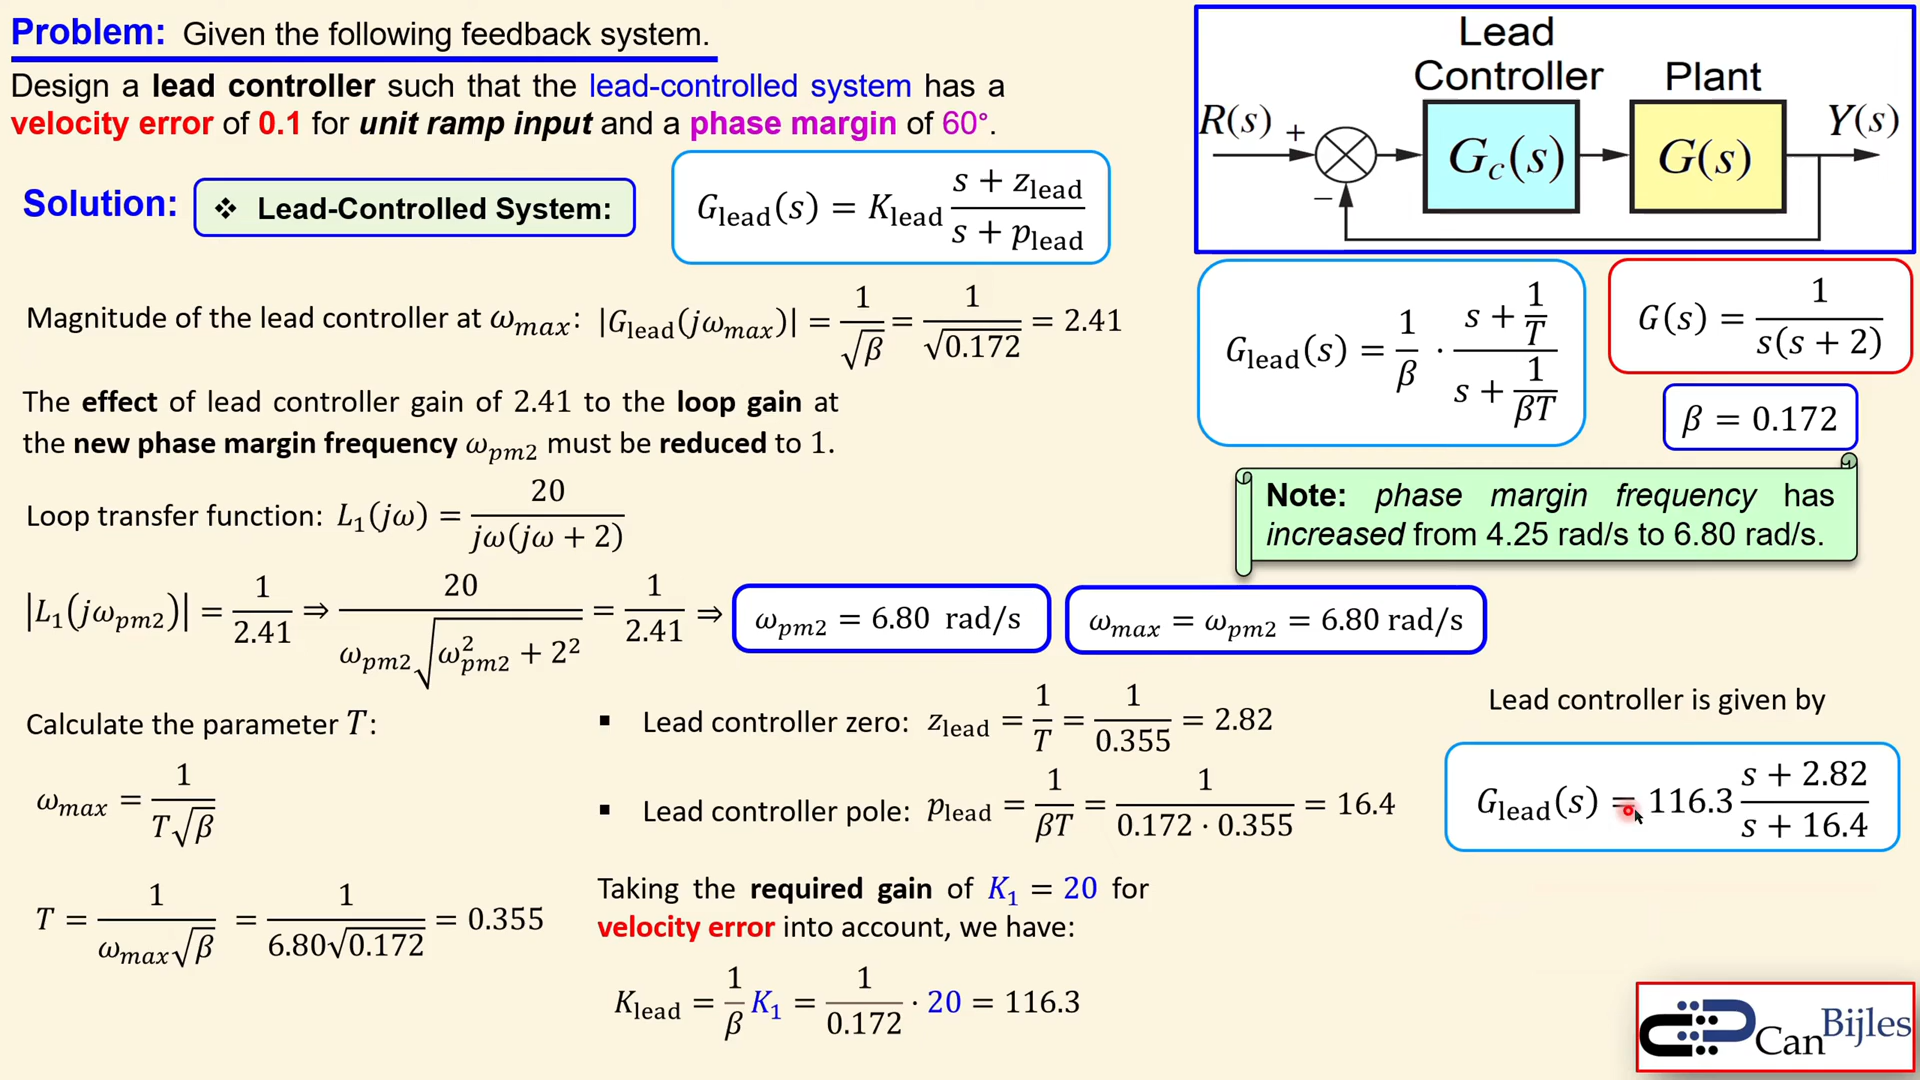 Problem: Given the following feedback system.
Design a lead controller such that the lead-controlled system has a
velocity error of 0.1 for unit ramp input and a phase margin of 60°.
Solution: ❖ Lead-Controlled System:
G_lead(s) = K_lead (s + z_lead)/(s + p_lead)
Lead Controller
Plant
R(s) + − G_c(s) G(s) Y(s)
Magnitude of the lead controller at ω_max: |G_lead(jω_max)| = 1/√β = 1/√0.172 = 2.41
G_lead(s) = 1/β · (s + 1/T)/(s + 1/(βT))
G(s) = 1/(s(s + 2))
β = 0.172
The effect of lead controller gain of 2.41 to the loop gain at
the new phase margin frequency ω_pm2 must be reduced to 1.
Note: phase margin frequency has
increased from 4.25 rad/s to 6.80 rad/s.
Loop transfer function: L₁(jω) = 20/(jω(jω + 2))
|L₁(jω_pm2)| = 1/2.41 ⇒ 20/(ω_pm2 √(ω²_pm2 + 2²)) = 1/2.41 ⇒ ω_pm2 = 6.80 rad/s
ω_max = ω_pm2 = 6.80 rad/s
Calculate the parameter T:
ω_max = 1/(T√β)
T = 1/(ω_max√β) = 1/(6.80√0.172) = 0.355
▪ Lead controller zero: z_lead = 1/T = 1/0.355 = 2.82
▪ Lead controller pole: p_lead = 1/(βT) = 1/(0.172 · 0.355) = 16.4
Taking the required gain of K₁ = 20 for
velocity error into account, we have:
K_lead = 1/β K₁ = 1/0.172 · 20 = 116.3
Lead controller is given by
G_lead(s) = 116.3 (s + 2.82)/(s + 16.4)
Can Bijles